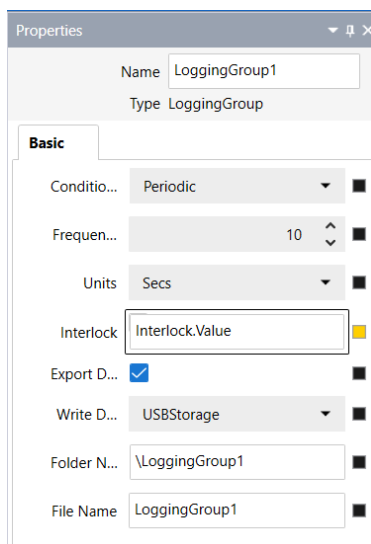 Properties
Name LoggingGroup1
Type LoggingGroup
Basic
Conditio... Periodic
Frequen... 10
Units Secs
Interlock Interlock.Value
Export D...
Write D... USBStorage
Folder N... \LoggingGroup1
File Name LoggingGroup1